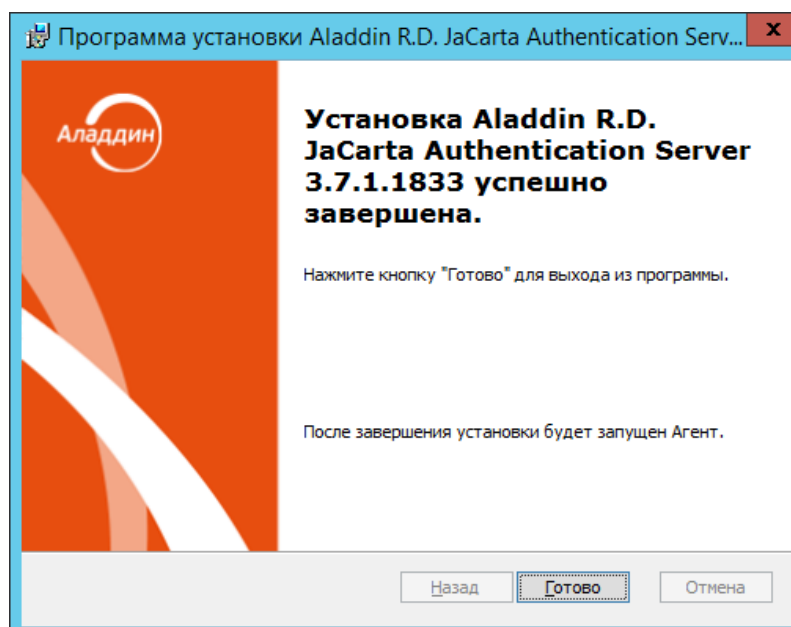 Программа установки Aladdin R.D. JaCarta Authentication Serv...
x
Аладдин
Установка Aladdin R.D.
JaCarta Authentication Server
3.7.1.1833 успешно
завершена.
Нажмите кнопку "Готово" для выхода из программы.
После завершения установки будет запущен Агент.
Назад
Готово
Отмена